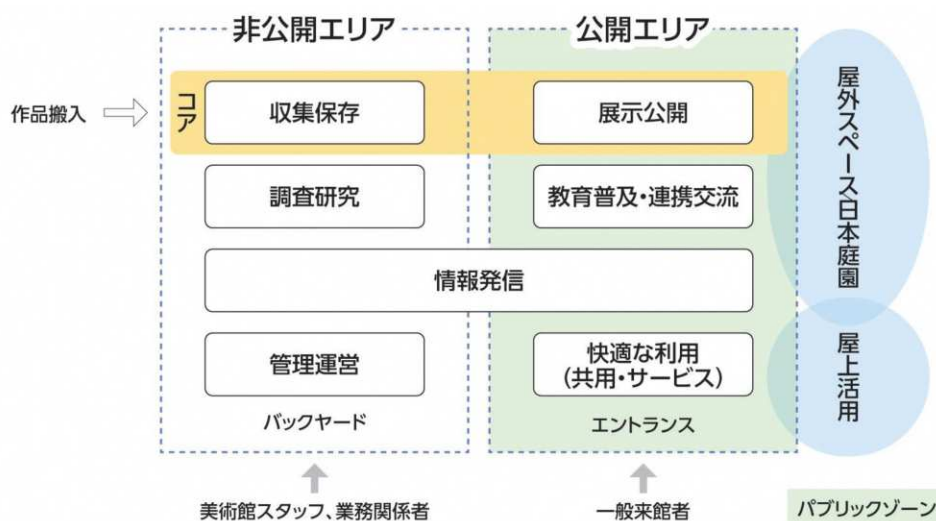 非公開エリア
公開エリア
作品搬入
コア
収集保存
展示公開
調査研究
教育普及・連携交流
情報発信
管理運営
快適な利用
(共用・サービス)
バックヤード
エントランス
屋外スペース日本庭園
屋上活用
美術館スタッフ、業務関係者
一般来館者
パブリックゾーン